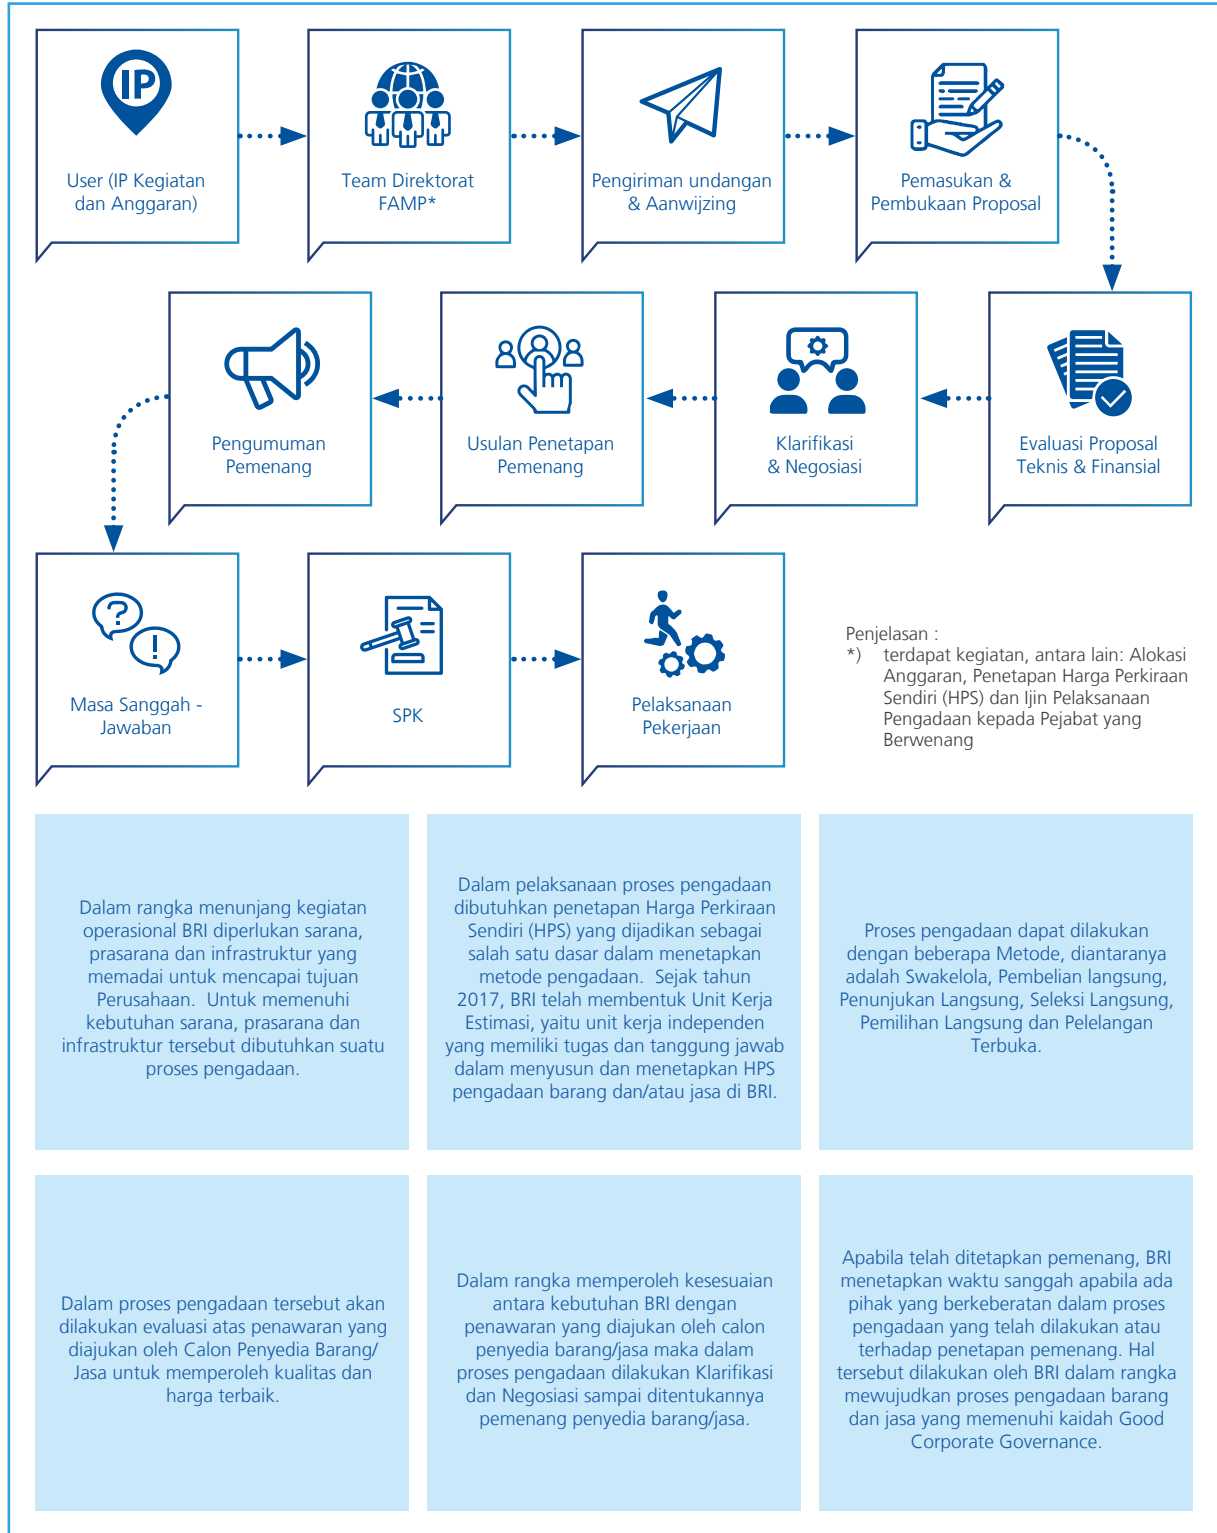 IP
User (IP Kegiatan
dan Anggaran)
Team Direktorat
FAMP*
Pengiriman undangan
& Aanwijzing
Pemasukan &
Pembukaan Proposal
Evaluasi Proposal
Teknis & Finansial
Klarifikasi
& Negosiasi
Usulan Penetapan
Pemenang
Pengumuman
Pemenang
Masa Sanggah -
Jawaban
SPK
Pelaksanaan
Pekerjaan
Penjelasan :
*) terdapat kegiatan, antara lain: Alokasi
Anggaran, Penetapan Harga Perkiraan
Sendiri (HPS) dan Ijin Pelaksanaan
Pengadaan kepada Pejabat yang
Berwenang
Dalam rangka menunjang kegiatan
operasional BRI diperlukan sarana,
prasarana dan infrastruktur yang
memadai untuk mencapai tujuan
Perusahaan. Untuk memenuhi
kebutuhan sarana, prasarana dan
infrastruktur tersebut dibutuhkan suatu
proses pengadaan.
Dalam pelaksanaan proses pengadaan
dibutuhkan penetapan Harga Perkiraan
Sendiri (HPS) yang dijadikan sebagai
salah satu dasar dalam menetapkan
metode pengadaan. Sejak tahun
2017, BRI telah membentuk Unit Kerja
Estimasi, yaitu unit kerja independen
yang memiliki tugas dan tanggung jawab
dalam menyusun dan menetapkan HPS
pengadaan barang dan/atau jasa di BRI.
Proses pengadaan dapat dilakukan
dengan beberapa Metode, diantaranya
adalah Swakelola, Pembelian langsung,
Penunjukan Langsung, Seleksi Langsung,
Pemilihan Langsung dan Pelelangan
Terbuka.
Dalam proses pengadaan tersebut akan
dilakukan evaluasi atas penawaran yang
diajukan oleh Calon Penyedia Barang/
Jasa untuk memperoleh kualitas dan
harga terbaik.
Dalam rangka memperoleh kesesuaian
antara kebutuhan BRI dengan
penawaran yang diajukan oleh calon
penyedia barang/jasa maka dalam
proses pengadaan dilakukan Klarifikasi
dan Negosiasi sampai ditentukannya
pemenang penyedia barang/jasa.
Apabila telah ditetapkan pemenang, BRI
menetapkan waktu sanggah apabila ada
pihak yang berkeberatan dalam proses
pengadaan yang telah dilakukan atau
terhadap penetapan pemenang. Hal
tersebut dilakukan oleh BRI dalam rangka
mewujudkan proses pengadaan barang
dan jasa yang memenuhi kaidah Good
Corporate Governance.